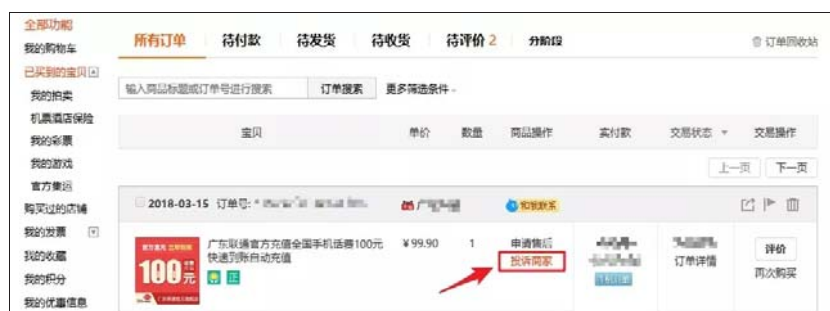 全部功能
我的购物车
已买到的宝贝
我的拍卖
机票酒店保险
我的彩票
我的游戏
官方集运
购买过的店铺
我的发票
我的收藏
我的积分
我的优惠信息
所有订单 待付款 待发货 待收货 待评价 2 分阶段 订单回收站
输入商品标题或订单号进行搜索 订单搜索 更多筛选条件
宝贝 单价 数量 商品操作 实付款 交易状态 交易操作
上一页 下一页
2018-03-15 订单号: 和我联系
广东联通官方充值全国手机话费100元 ¥99.90 1 申请售后 评价
快速到账自动充值 投诉商家 订单详情
正 再次购买
100元